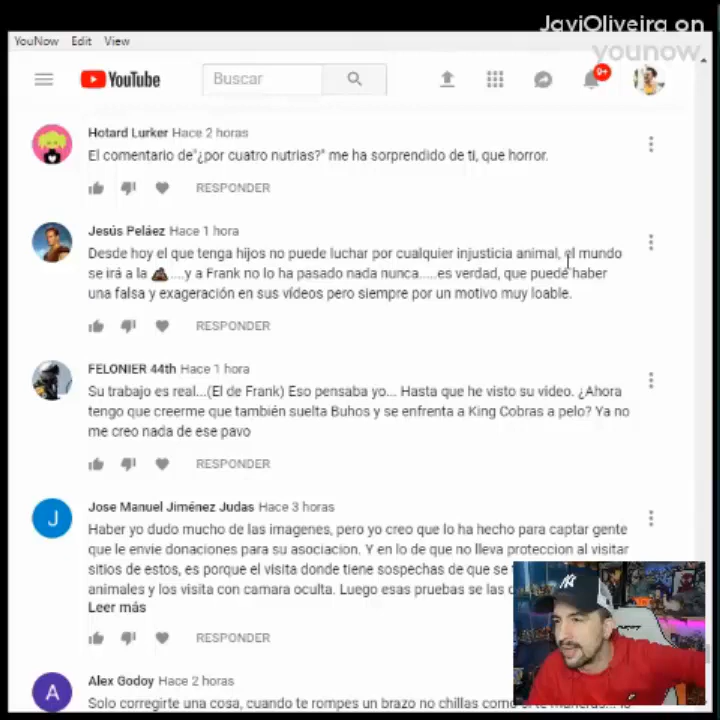 JaviOliveira on
younow
YouNow Edit View
YouTube
Buscar
9+
Hotard Lurker Hace 2 horas
El comentario de"¿por cuatro nutrias?" me ha sorprendido de ti, que horror.
RESPONDER
Jesús Peláez Hace 1 hora
Desde hoy el que tenga hijos no puede luchar por cualquier injusticia animal, el mundo
se irá a la 💩....y a Frank no lo ha pasado nada nunca.....es verdad, que puede haber
una falsa y exageración en sus vídeos pero siempre por un motivo muy loable.
RESPONDER
FELONIER 44th Hace 1 hora
Su trabajo es real...(El de Frank) Eso pensaba yo... Hasta que he visto su video. ¿Ahora
tengo que creerme que también suelta Buhos y se enfrenta a King Cobras a pelo? Ya no
me creo nada de ese pavo
RESPONDER
Jose Manuel Jiménez Judas Hace 3 horas
Haber yo dudo mucho de las imagenes, pero yo creo que lo ha hecho para captar gente
que le envie donaciones para su asociacion. Y en lo de que no lleva proteccion al visitar
sitios de estos, es porque el visita donde tiene sospechas de que se
animales y los visita con camara oculta. Luego esas pruebas se las
Leer más
RESPONDER
J
Alex Godoy Hace 2 horas
A
Solo corregirte una cosa, cuando te rompes un brazo no chillas como
NY